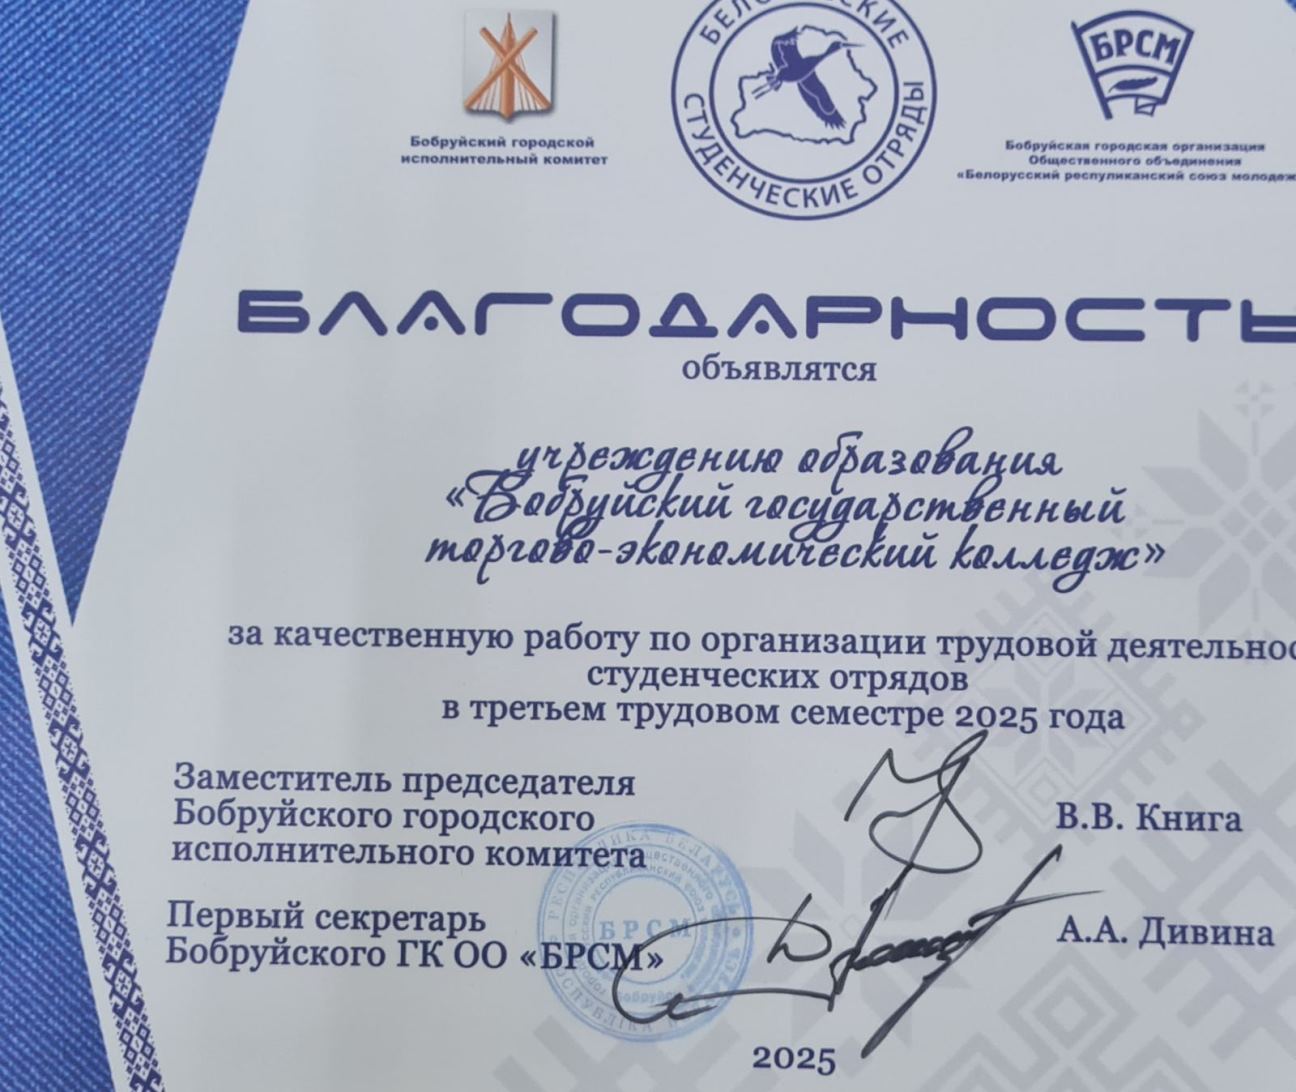 Бобруйский городской
исполнительный комитет
СТУДЕНЧЕСКИЕ ОТРЯДЫ
БРСМ
Бобруйская городская организация
Общественного объединения
«Белорусский респуликанский союз молодеж
БЛАГОДАРНОСТЬ
объявлятся
учреждению образования
«Бобруйский государственный
торгово-экономический колледж»
за качественную работу по организации трудовой деятельнос
студенческих отрядов
в третьем трудовом семестре 2025 года
Заместитель председателя
Бобруйского городского
исполнительного комитета
В.В. Книга
Первый секретарь
Бобруйского ГК ОО «БРСМ»
А.А. Дивина
БРСМ
2025